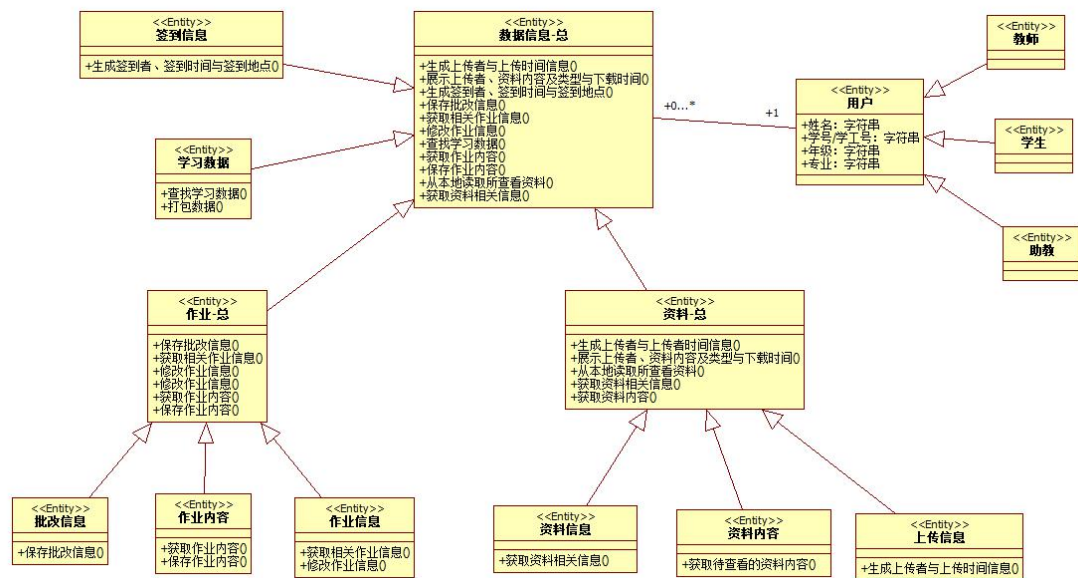 <<Entity>>
签到信息
+生成签到者、签到时间与签到地点()
<<Entity>>
数据信息-总
+生成上传者与上传时间信息()
+展示上传者、资料内容及类型与下载时间()
+生成签到者、签到时间与签到地点()
+保存批改信息()
+获取相关作业信息()
+修改作业信息()
+查找学习数据()
+获取作业内容()
+保存作业内容()
+从本地读取所查看资料()
+获取资料相关信息()
+0...*
+1
<<Entity>>
教师
<<Entity>>
用户
+姓名: 字符串
+学号/学工号: 字符串
+年级: 字符串
+专业: 字符串
<<Entity>>
学生
<<Entity>>
助教
<<Entity>>
学习数据
+查找学习数据()
+打包数据()
<<Entity>>
作业-总
+保存批改信息()
+获取相关作业信息()
+修改作业信息()
+修改作业信息()
+获取作业内容()
+保存作业内容()
<<Entity>>
资料-总
+生成上传者与上传者时间信息()
+展示上传者、资料内容及类型与下载时间()
+从本地读取所查看资料()
+获取资料相关信息()
+获取资料内容()
<<Entity>>
批改信息
+保存批改信息()
<<Entity>>
作业内容
+获取作业内容()
+保存作业内容()
<<Entity>>
作业信息
+获取相关作业信息()
+修改作业信息()
<<Entity>>
资料信息
+获取资料相关信息()
<<Entity>>
资料内容
+获取待查看的资料内容()
<<Entity>>
上传信息
+生成上传者与上传时间信息()